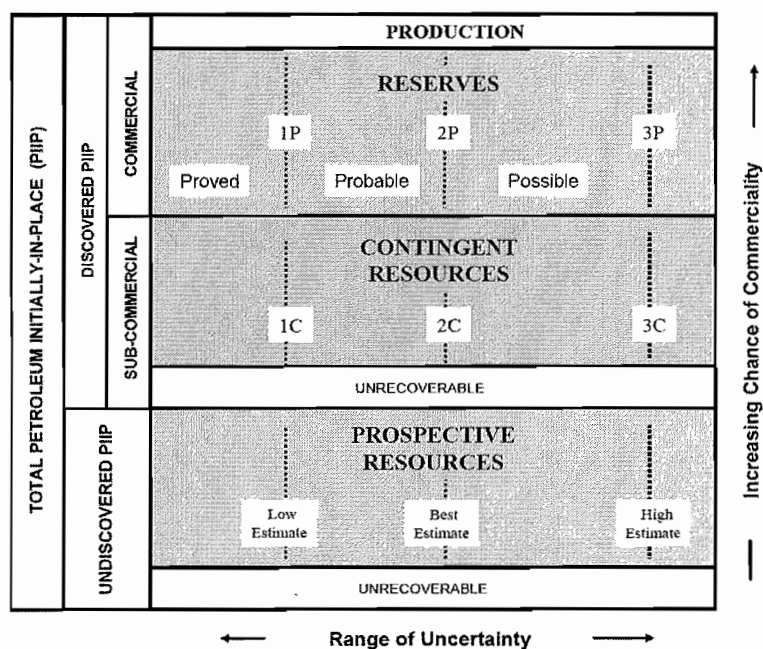 TOTAL PETROLEUM INITIALLY-IN-PLACE (PIIP)
DISCOVERED PIIP
UNDISCOVERED PIIP
COMMERCIAL
SUB-COMMERCIAL
PRODUCTION
RESERVES
1P 2P 3P
Proved Probable Possible
CONTINGENT
RESOURCES
1C 2C 3C
UNRECOVERABLE
PROSPECTIVE
RESOURCES
Low Best High
Estimate Estimate Estimate
UNRECOVERABLE
Range of Uncertainty
Increasing Chance of Commerciality